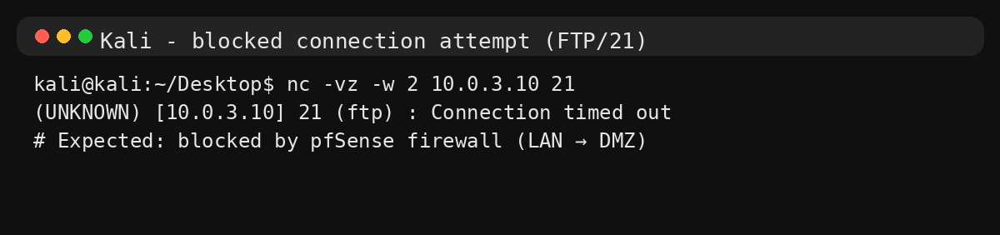 Kali - blocked connection attempt (FTP/21)
kali@kali:~/Desktop$ nc -vz -w 2 10.0.3.10 21
(UNKNOWN) [10.0.3.10] 21 (ftp) : Connection timed out
# Expected: blocked by pfSense firewall (LAN → DMZ)